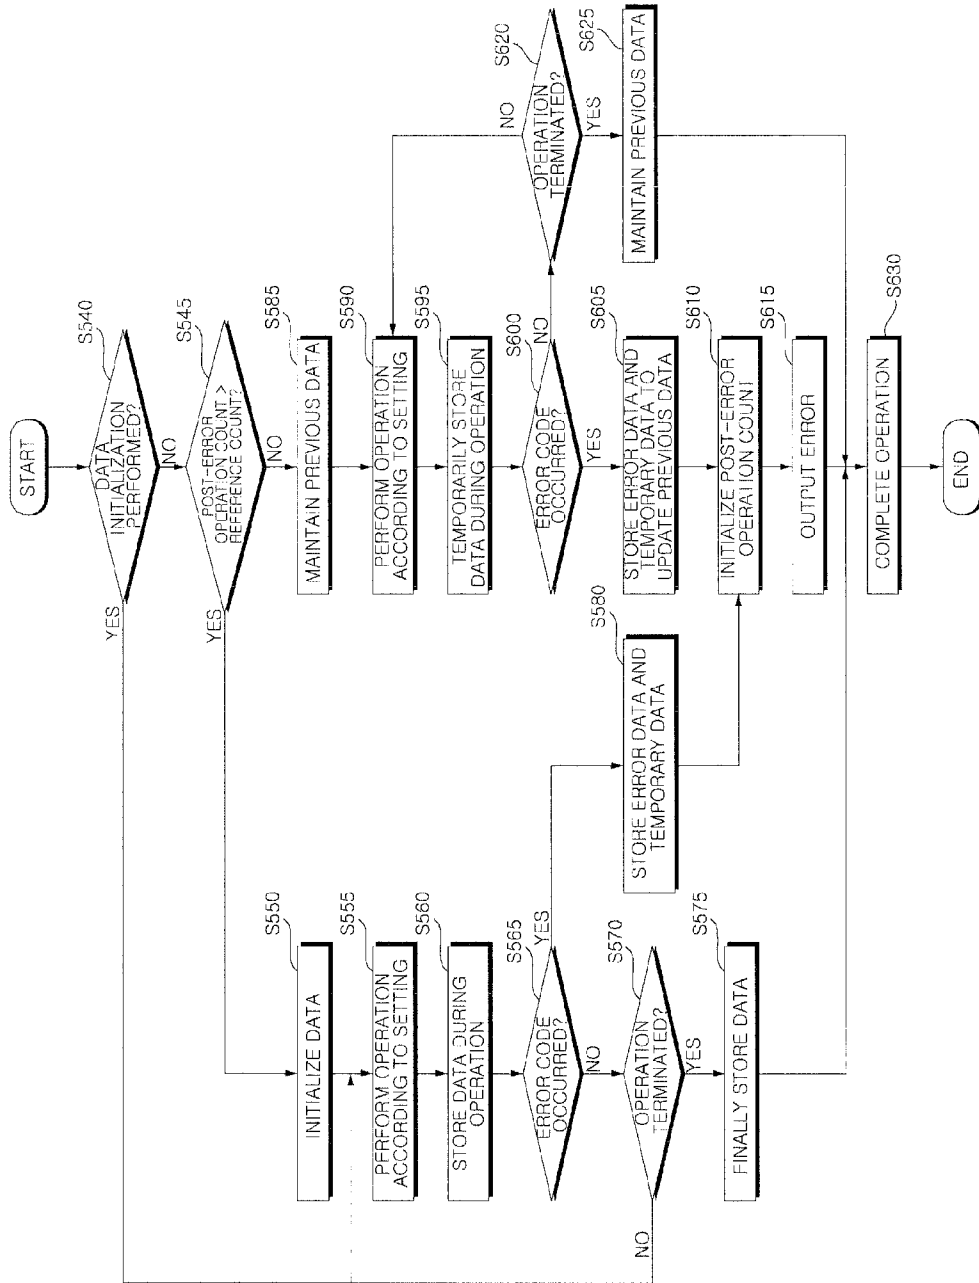 START
S540
DATA
INITIALIZATION
PERFORMED?
YES
NO
S545
POST-ERROR
OPERATION COUNT >
REFERENCE COUNT?
YES
NO
S550
INITIALIZE DATA
S555
PERFORM OPERATION
ACCORDING TO SETTING
S560
STORE DATA DURING
OPERATION
S565
ERROR CODE
OCCURRED?
YES
NO
S570
OPERATION
TERMINATED?
NO
YES
S575
FINALLY STORE DATA
S580
STORE ERROR DATA AND
TEMPORARY DATA
S585
MAINTAIN PREVIOUS DATA
S590
PERFORM OPERATION
ACCORDING TO SETTING
S595
TEMPORARILY STORE
DATA DURING OPERATION
S600
ERROR CODE
OCCURRED?
NO
YES
S605
STORE ERROR DATA AND
TEMPORARY DATA TO
UPDATE PREVIOUS DATA
S610
INITIALIZE POST-ERROR
OPERATION COUNT
S615
OUTPUT ERROR
S620
OPERATION
TERMINATED?
NO
YES
S625
MAINTAIN PREVIOUS DATA
S630
COMPLETE OPERATION
END